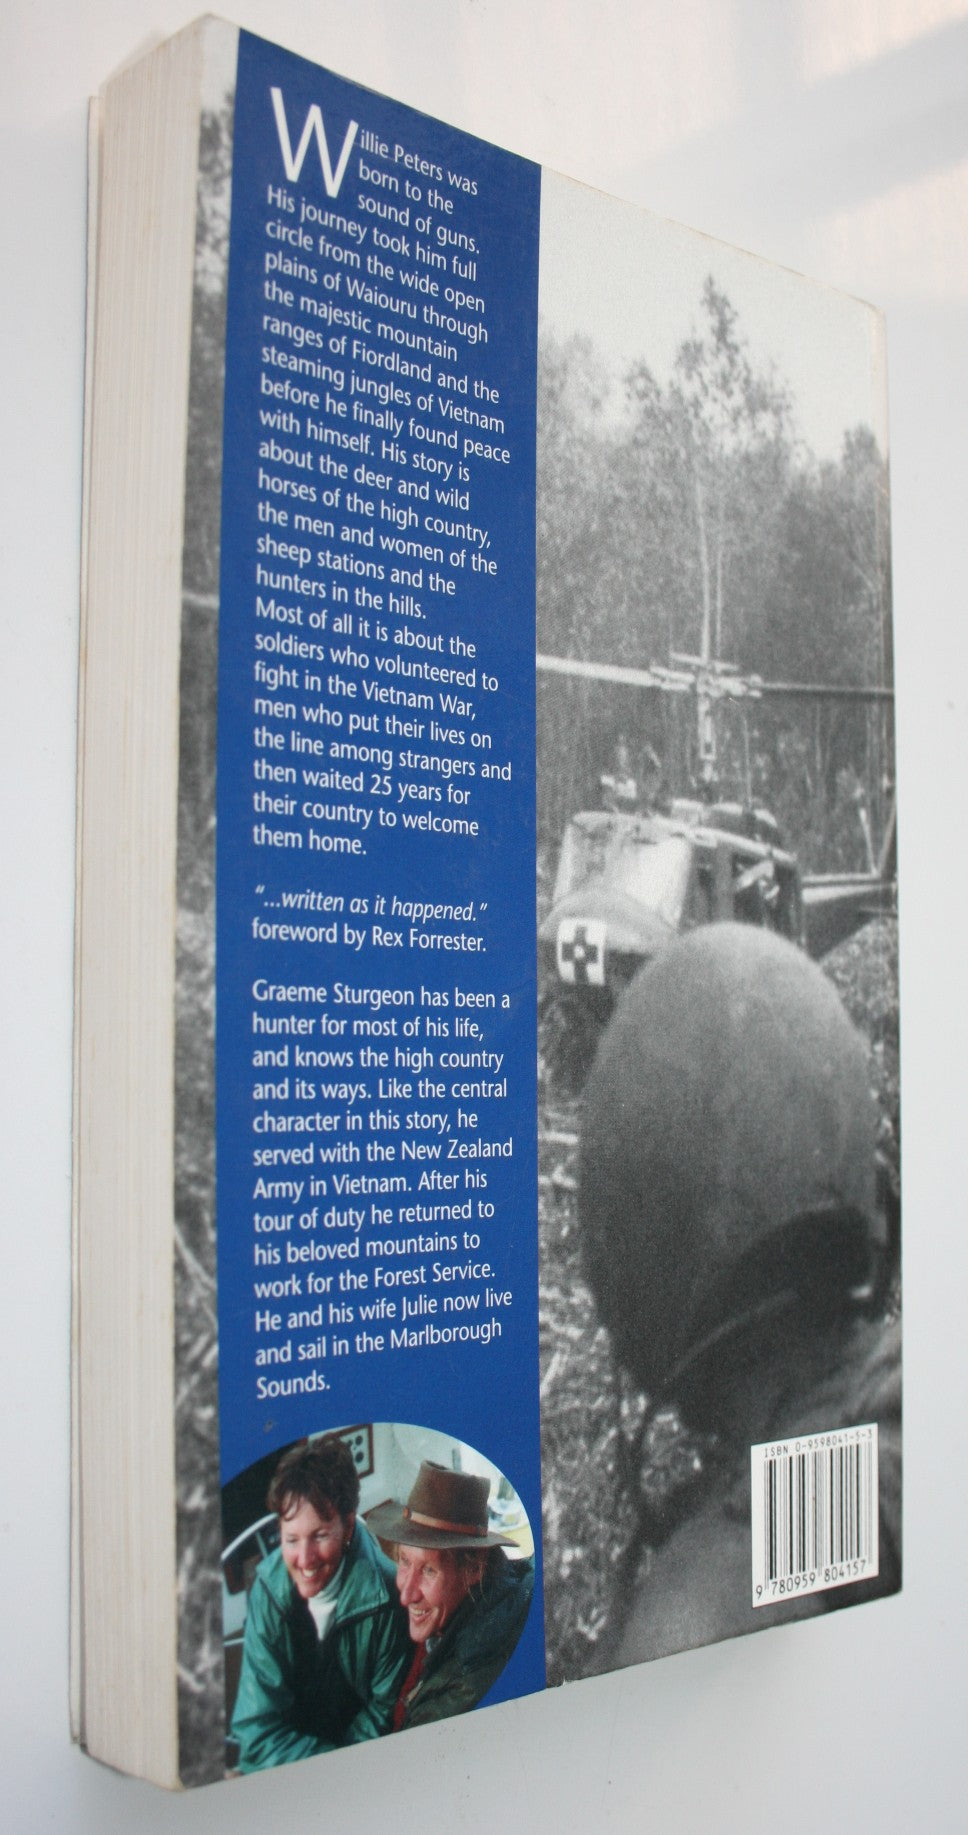 Willie Peters was
born to the
sound of guns.
His journey took him full
circle from the wide open
plains of Waiouru through
the majestic mountain
ranges of Fiordland and the
steaming jungles of Vietnam
before he finally found peace
with himself. His story is
about the deer and wild
horses of the high country,
the men and women of the
sheep stations and the
hunters in the hills.
Most of all it is about the
soldiers who volunteered to
fight in the Vietnam War,
men who put their lives on
the line among strangers and
then waited 25 years for
their country to welcome
them home.
"...written as it happened."
foreword by Rex Forrester.
Graeme Sturgeon has been a
hunter for most of his life,
and knows the high country
and its ways. Like the central
character in this story, he
served with the New Zealand
Army in Vietnam. After his
tour of duty he returned to
his beloved mountains to
work for the Forest Service.
He and his wife Julie now live
and sail in the Marlborough
Sounds.
ISBN 0-9598041-5-3
9 780959 804157